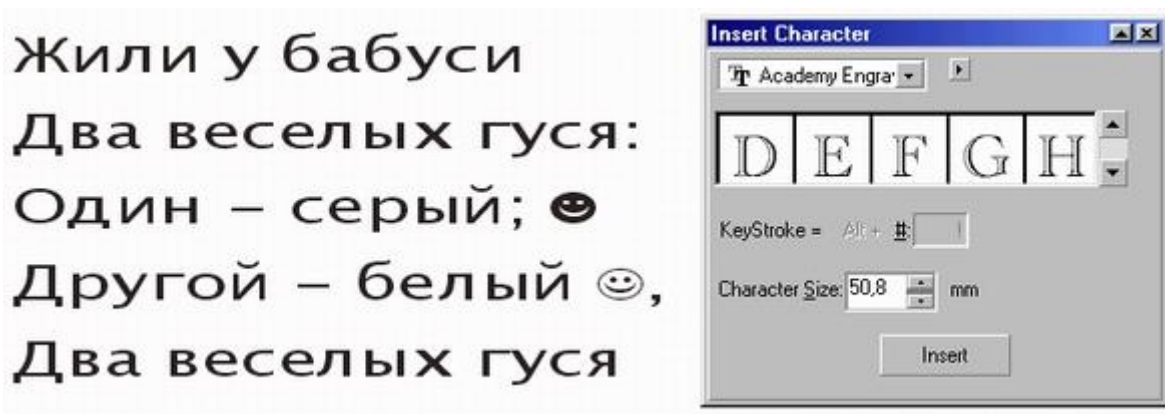 Жили у бабуси
Два веселых гуся:
Один – серый; ☻
Другой – белый ☺,
Два веселых гуся
Insert Character
Academy Engra
D E F G H
KeyStroke = Alt + #: 1
Character Size: 50,8 mm
Insert